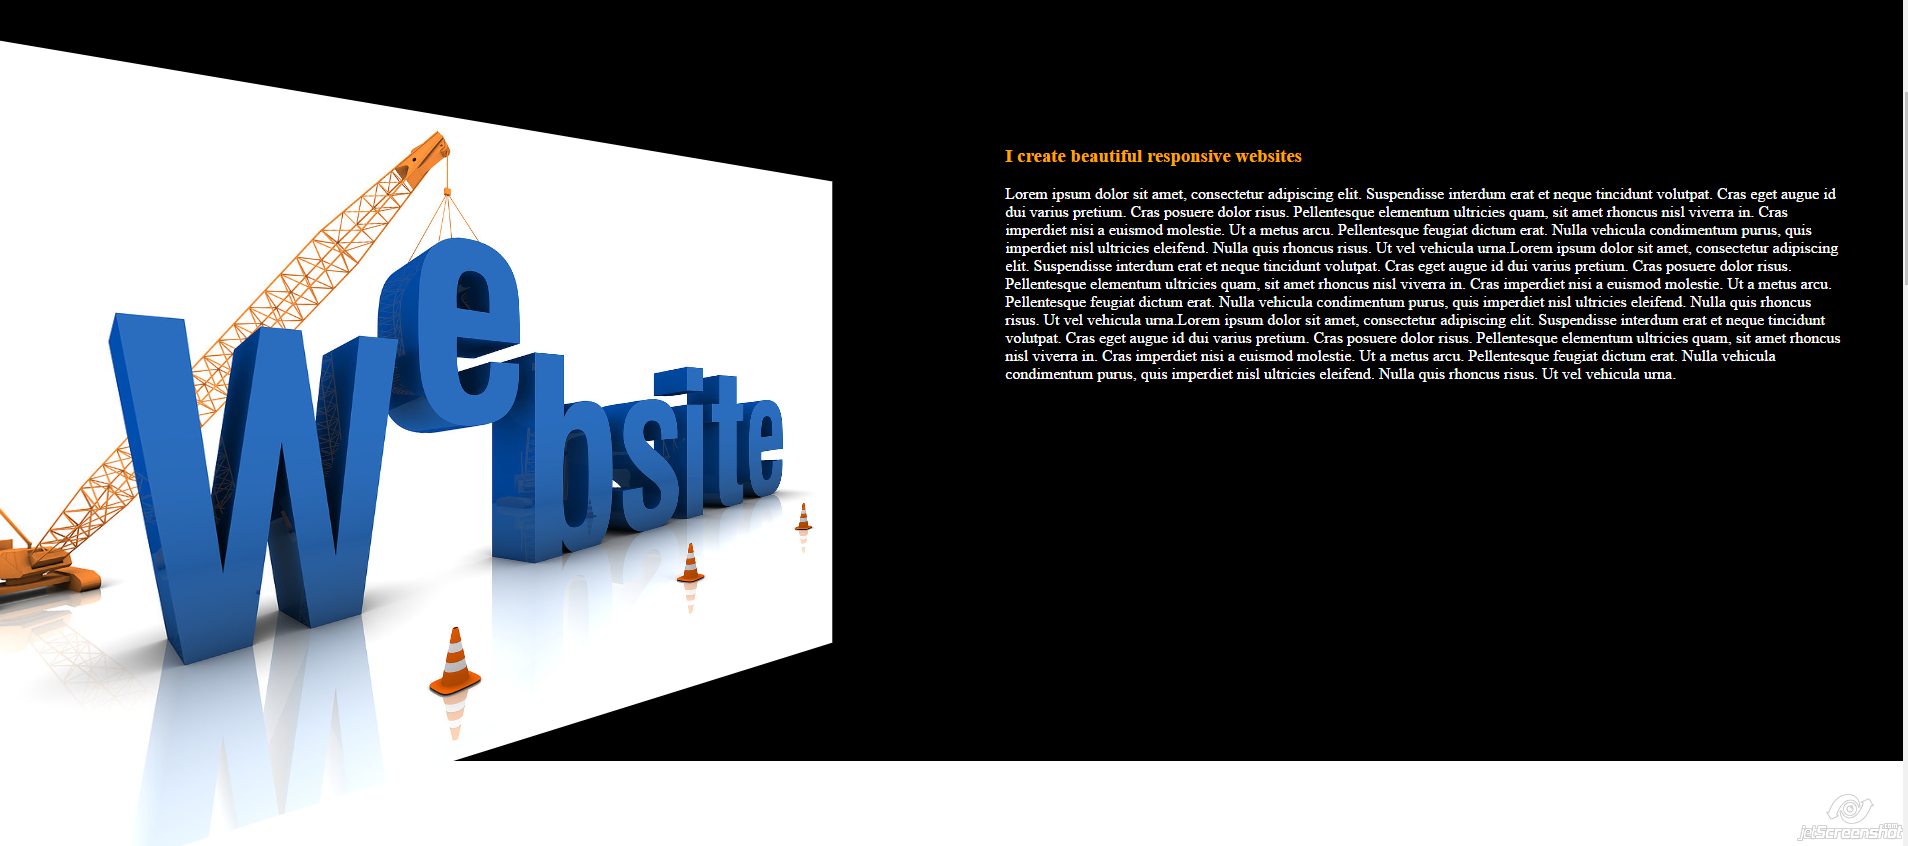 Website
I create beautiful responsive websites
Lorem ipsum dolor sit amet, consectetur adipiscing elit. Suspendisse interdum erat et neque tincidunt volutpat. Cras eget augue id
dui varius pretium. Cras posuere dolor risus. Pellentesque elementum ultricies quam, sit amet rhoncus nisl viverra in. Cras
imperdiet nisi a euismod molestie. Ut a metus arcu. Pellentesque feugiat dictum erat. Nulla vehicula condimentum purus, quis
imperdiet nisl ultricies eleifend. Nulla quis rhoncus risus. Ut vel vehicula urna.Lorem ipsum dolor sit amet, consectetur adipiscing
elit. Suspendisse interdum erat et neque tincidunt volutpat. Cras eget augue id dui varius pretium. Cras posuere dolor risus.
Pellentesque elementum ultricies quam, sit amet rhoncus nisl viverra in. Cras imperdiet nisi a euismod molestie. Ut a metus arcu.
Pellentesque feugiat dictum erat. Nulla vehicula condimentum purus, quis imperdiet nisl ultricies eleifend. Nulla quis rhoncus
risus. Ut vel vehicula urna.Lorem ipsum dolor sit amet, consectetur adipiscing elit. Suspendisse interdum erat et neque tincidunt
volutpat. Cras eget augue id dui varius pretium. Cras posuere dolor risus. Pellentesque elementum ultricies quam, sit amet rhoncus
nisl viverra in. Cras imperdiet nisi a euismod molestie. Ut a metus arcu. Pellentesque feugiat dictum erat. Nulla vehicula
condimentum purus, quis imperdiet nisl ultricies eleifend. Nulla quis rhoncus risus. Ut vel vehicula urna.
.com
jetScreenshot